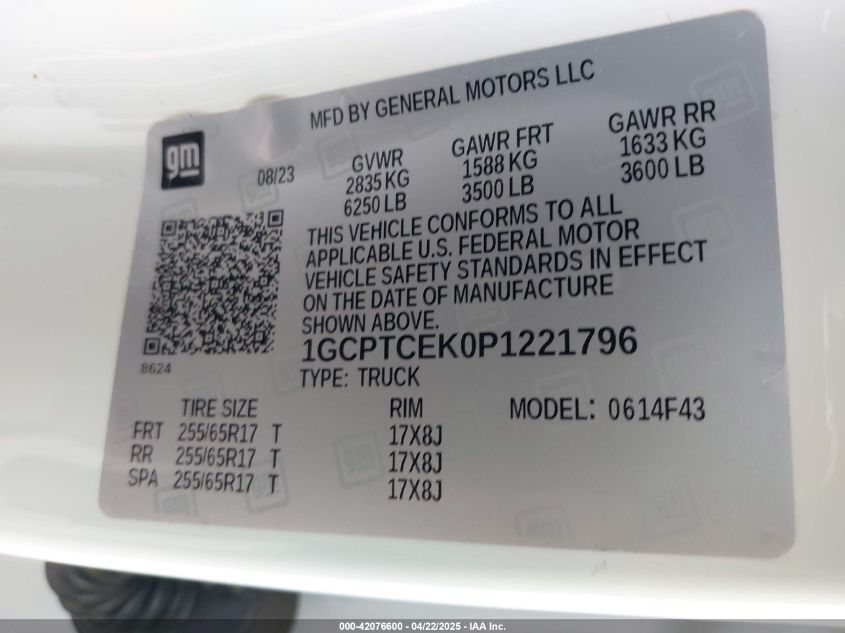 MFD BY GENERAL MOTORS LLC
gm
08/23
GVWR
2835 KG
6250 LB
GAWR FRT
1588 KG
3500 LB
GAWR RR
1633 KG
3600 LB
THIS VEHICLE CONFORMS TO ALL
APPLICABLE U.S. FEDERAL MOTOR
VEHICLE SAFETY STANDARDS IN EFFECT
ON THE DATE OF MANUFACTURE
SHOWN ABOVE.
8624
1GCPTCEK0P1221796
TYPE: TRUCK
TIRE SIZE RIM MODEL: 0614F43
FRT 255/65R17 T 17X8J
RR 255/65R17 T 17X8J
SPA 255/65R17 T 17X8J
000-42076600 - 04/22/2025 - IAA Inc.